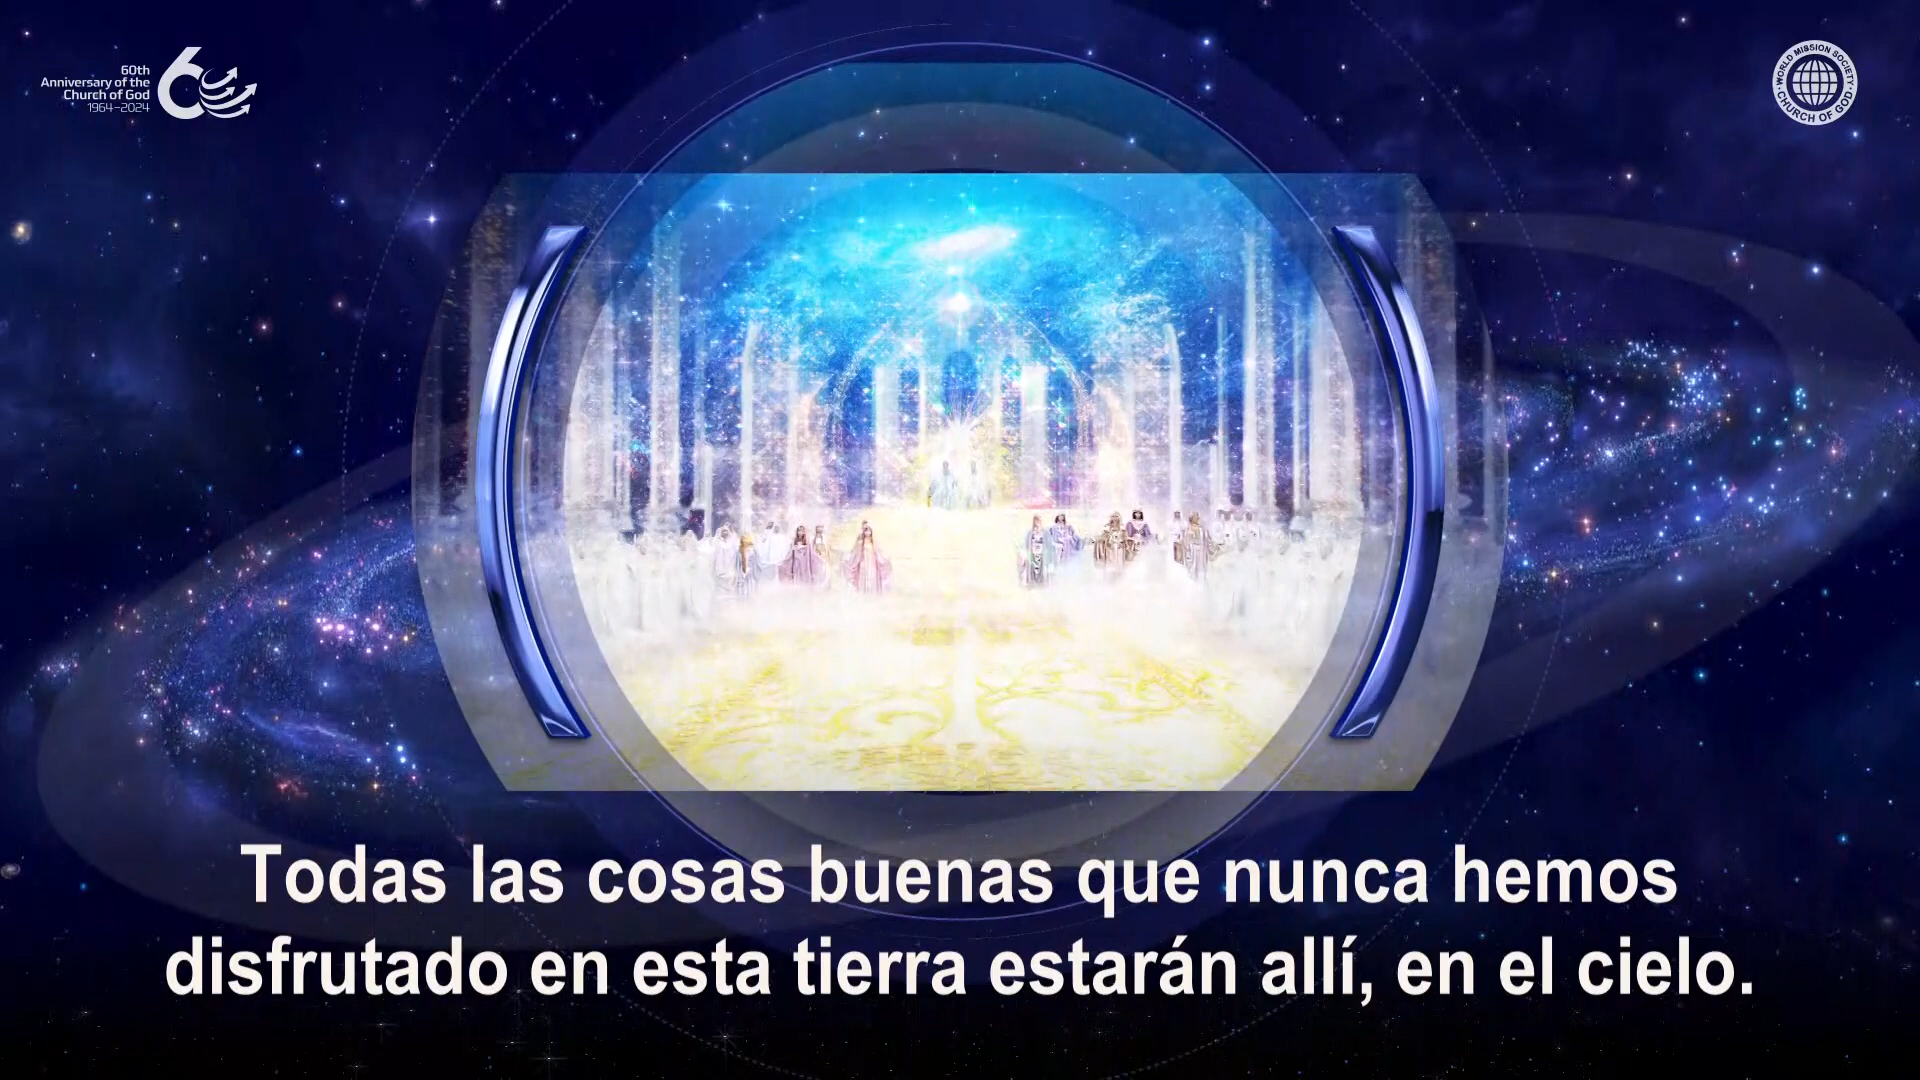 60th
Anniversary of the
Church of God
1964–2024
60
WORLD MISSION SOCIETY
CHURCH OF GOD
Todas las cosas buenas que nunca hemos
disfrutado en esta tierra estarán allí, en el cielo.